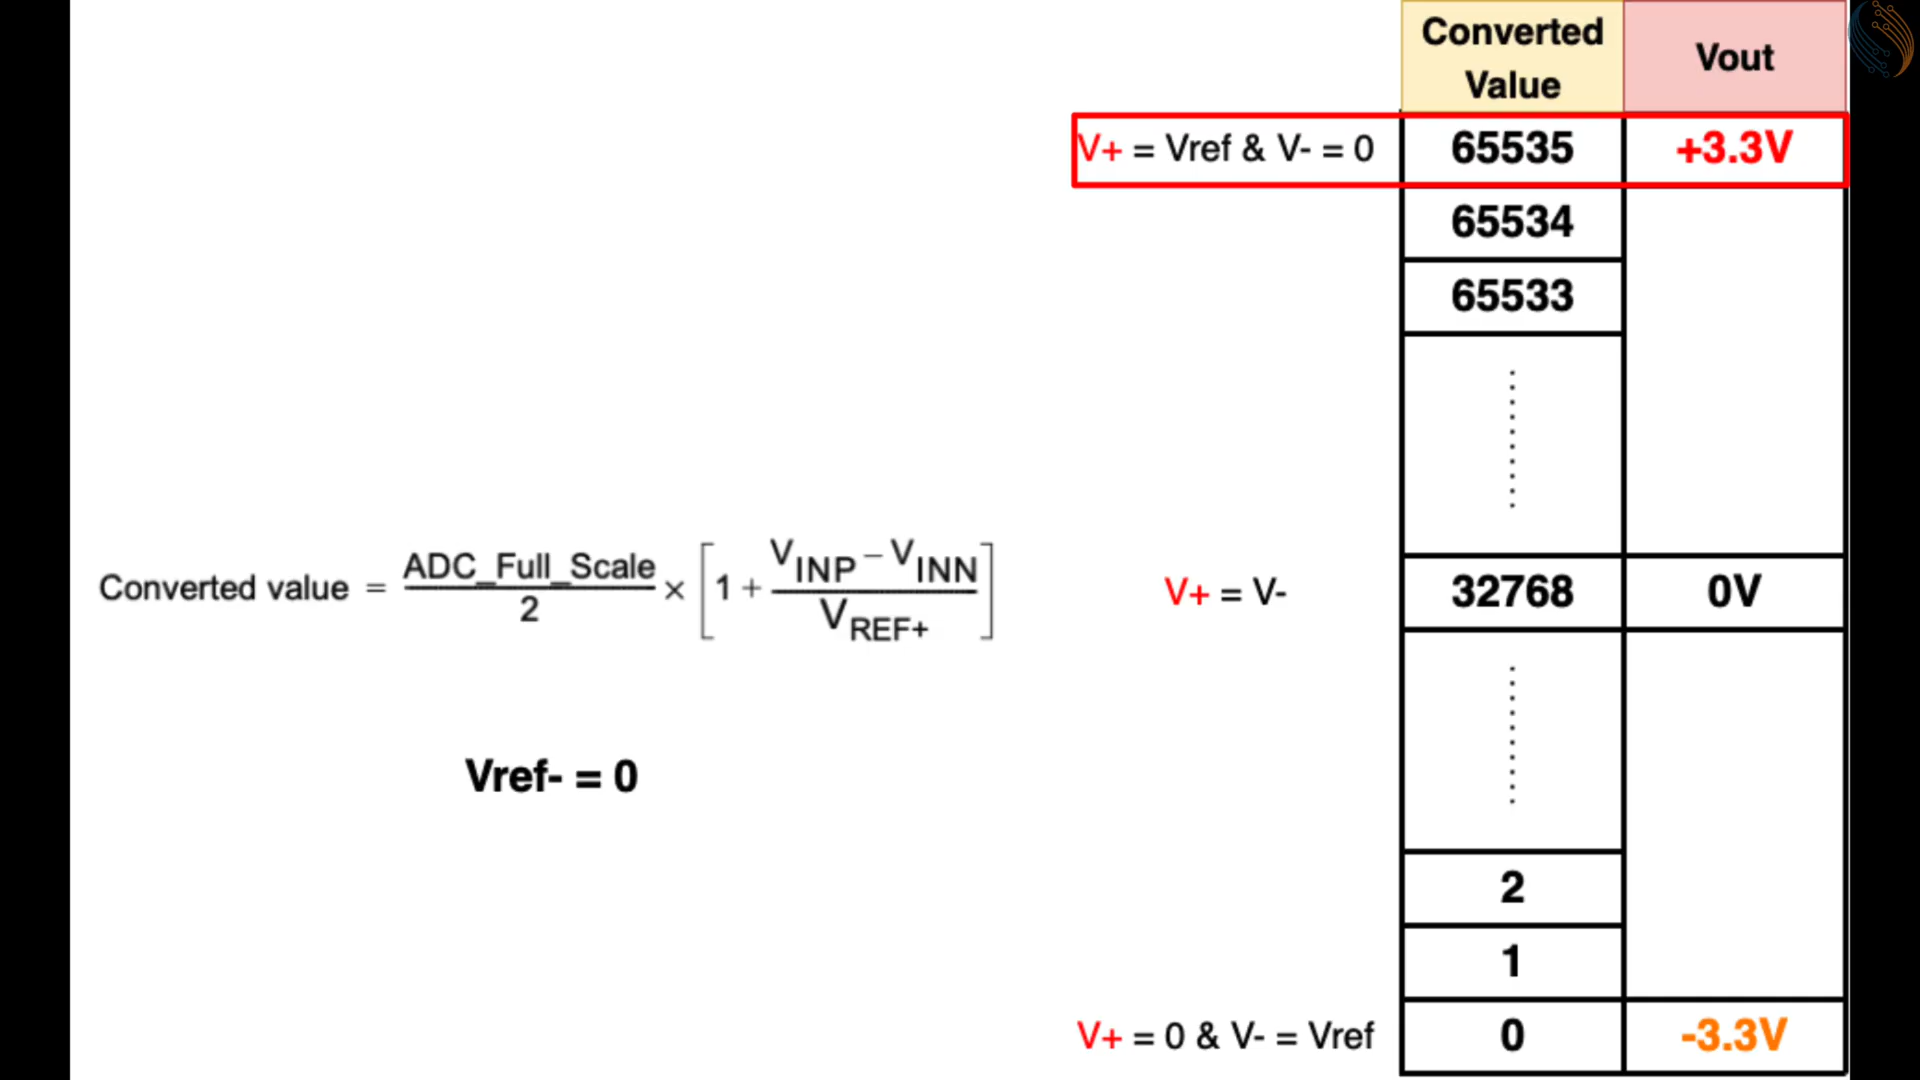 Converted
Value
Vout
V+ = Vref & V- = 0
65535
+3.3V
65534
65533
Converted value = ADC_Full_Scale / 2 × [1 + VINP − VINN / VREF+]
V+ = V-
32768
0V
Vref- = 0
2
1
V+ = 0 & V- = Vref
0
-3.3V